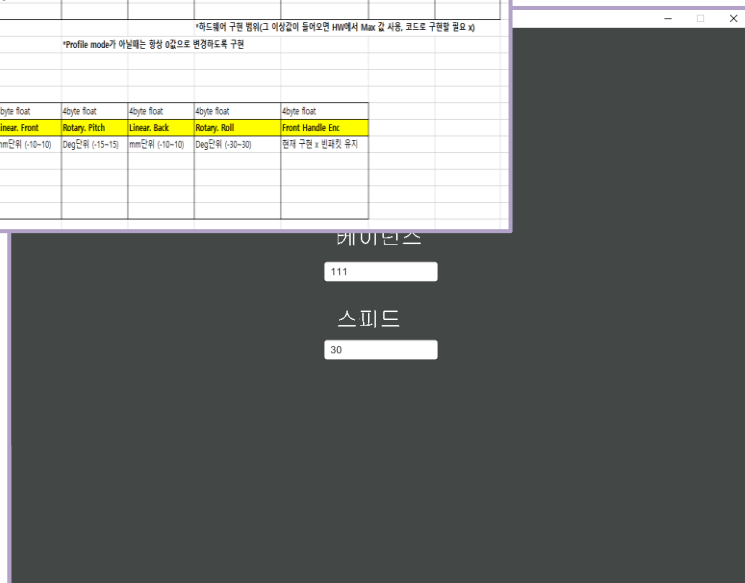 *하드웨어 구현 범위(그 이상값이 들어오면 HW에서 Max 값 사용, 코드로 구현할 필요 x)
*Profile mode가 아닐때는 항상 0값으로 변경하도록 구현
byte float 4byte float 4byte float 4byte float 4byte float
Linear. Front Rotary. Pitch Linear. Back Rotary. Roll Front Handle Enc
mm단위 (-10~10) Deg단위 (-15~15) mm단위 (-10~10) Deg단위 (-30~30) 현재 구현 x 빈패킷 유지
111
스피드
30